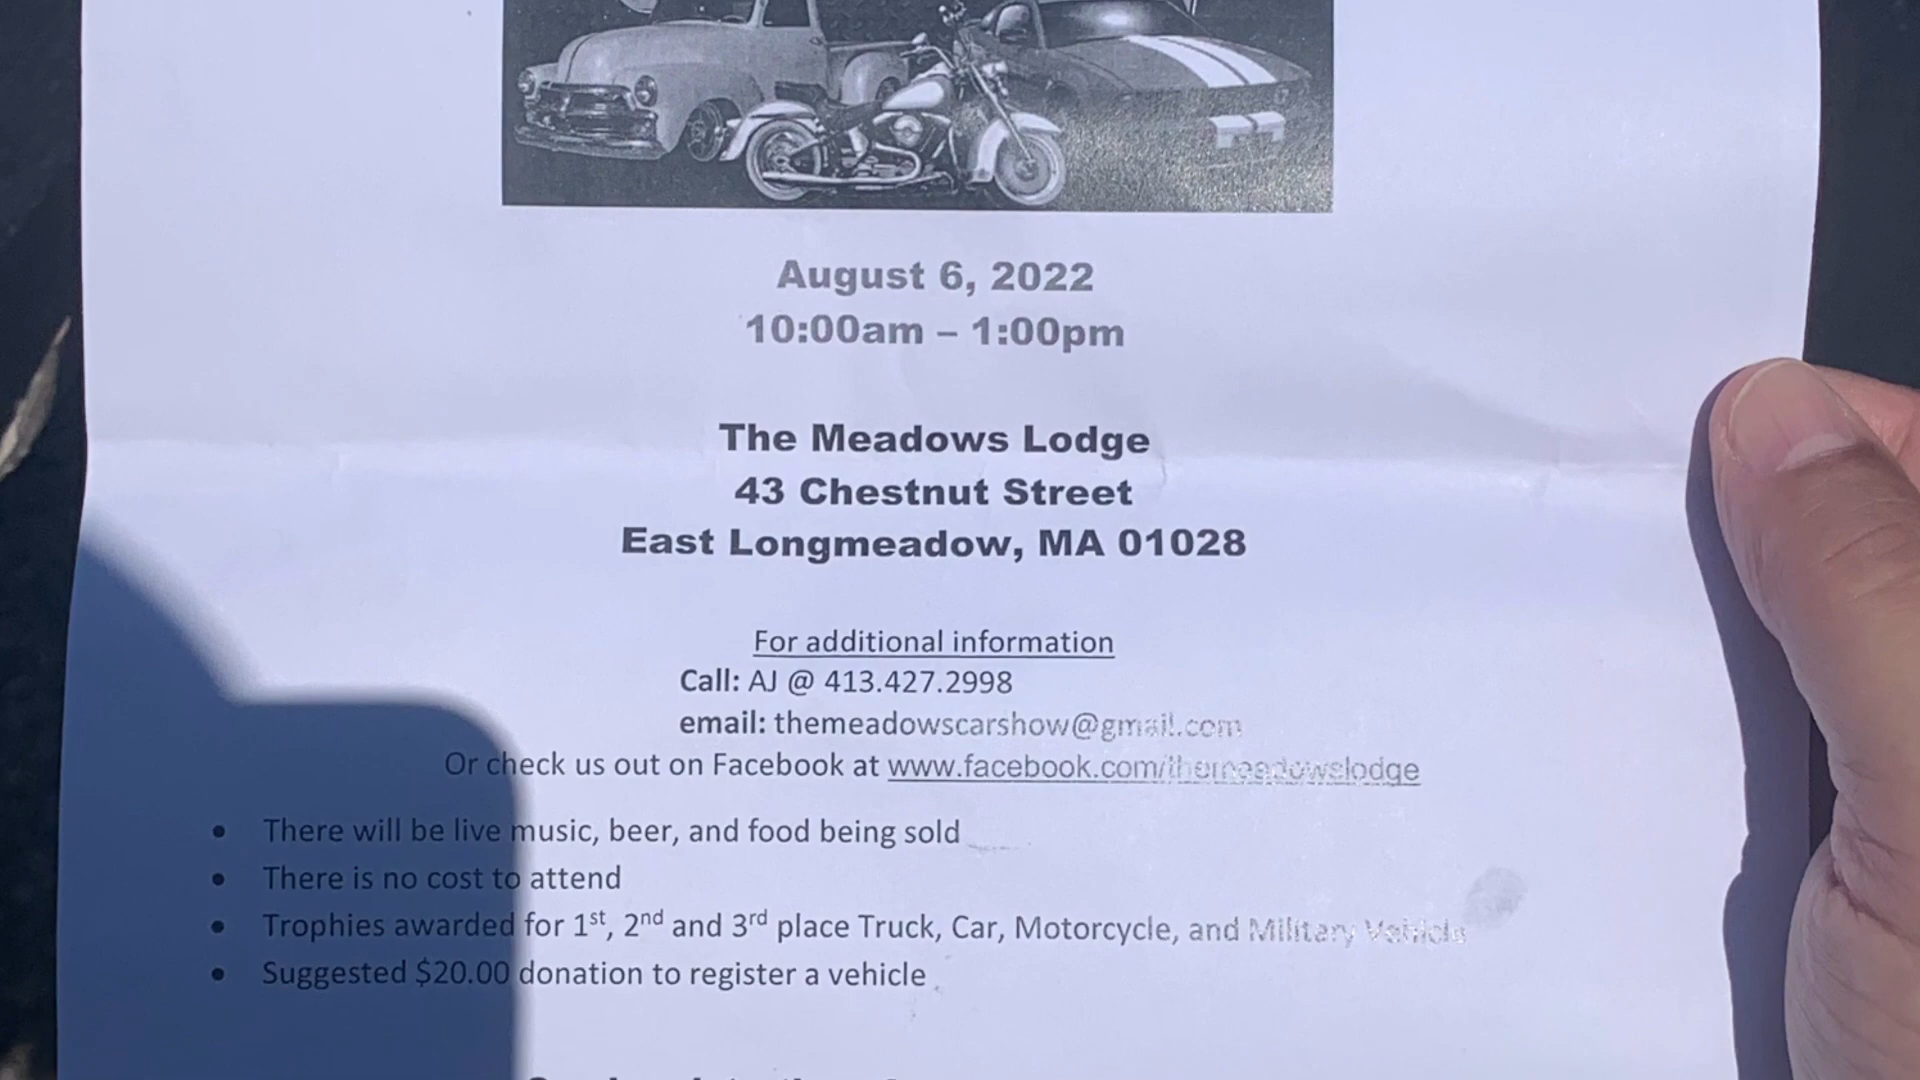 August 6, 2022
10:00am – 1:00pm
The Meadows Lodge
43 Chestnut Street
East Longmeadow, MA 01028
For additional information
Call: AJ @ 413.427.2998
email: themeadowscarshow@gmail.com
Or check us out on Facebook at www.facebook.com/themeadowslodge
• There will be live music, beer, and food being sold
• There is no cost to attend
• Trophies awarded for 1st, 2nd and 3rd place Truck, Car, Motorcycle, and Military Vehicle
• Suggested $20.00 donation to register a vehicle